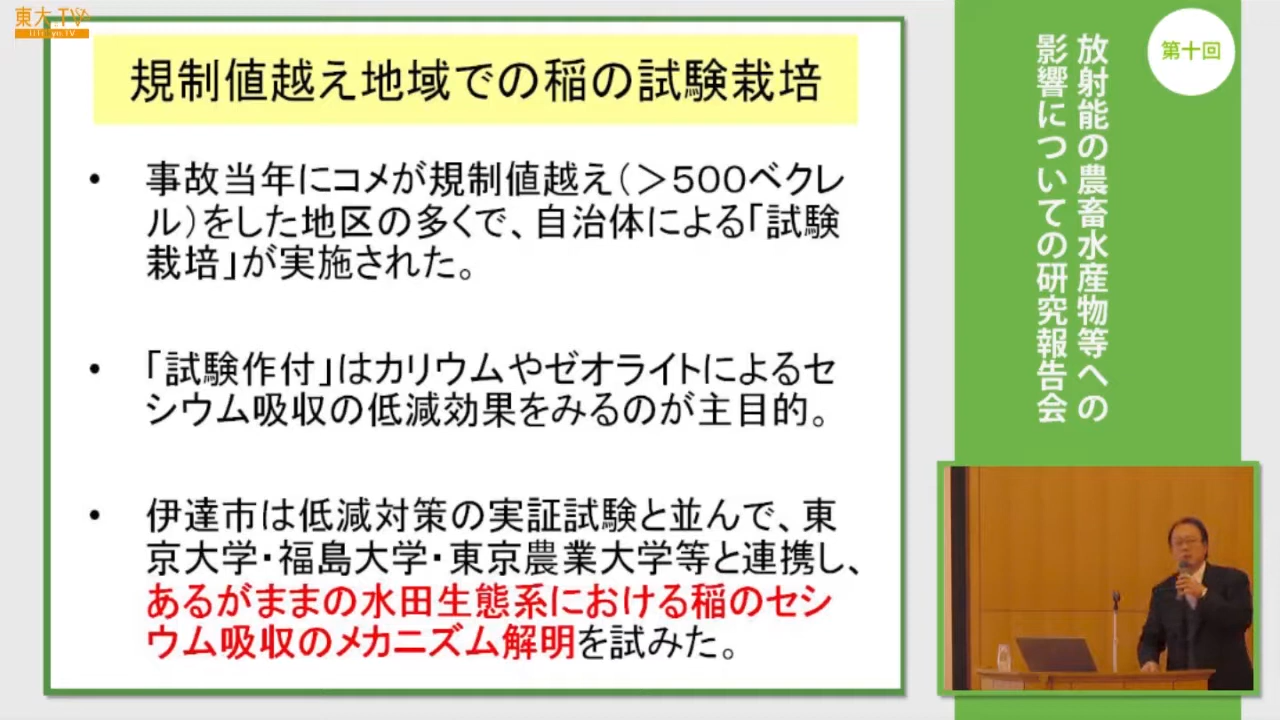 東大TV
UTokyo.TV
規制値越え地域での稲の試験栽培
• 事故当年にコメが規制値越え(＞500ベクレ
ル)をした地区の多くで、自治体による「試験
栽培」が実施された。
• 「試験作付」はカリウムやゼオライトによるセ
シウム吸収の低減効果をみるのが主目的。
• 伊達市は低減対策の実証試験と並んで、東
京大学・福島大学・東京農業大学等と連携し、
あるがままの水田生態系における稲のセシ
ウム吸収のメカニズム解明を試みた。
第十回
放射能の農畜水産物等への
影響についての研究報告会